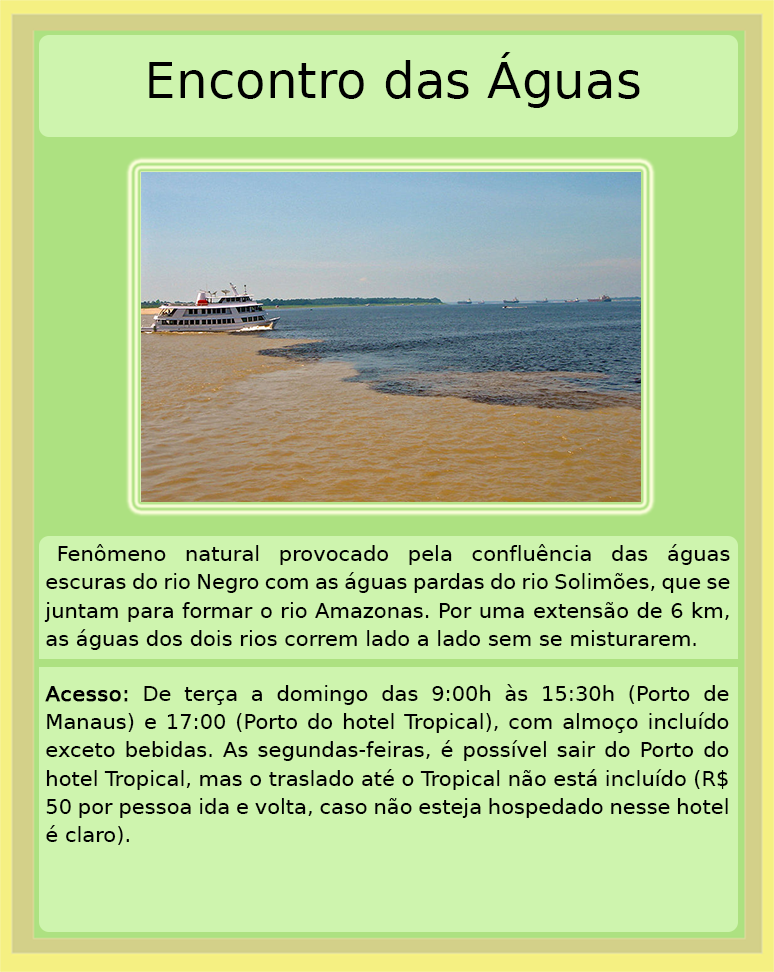 Encontro das Águas
Fenômeno natural provocado pela confluência das águas
escuras do rio Negro com as águas pardas do rio Solimões, que se
juntam para formar o rio Amazonas. Por uma extensão de 6 km,
as águas dos dois rios correm lado a lado sem se misturarem.
Acesso: De terça a domingo das 9:00h às 15:30h (Porto de
Manaus) e 17:00 (Porto do hotel Tropical), com almoço incluído
exceto bebidas. As segundas-feiras, é possível sair do Porto do
hotel Tropical, mas o traslado até o Tropical não está incluído (R$
50 por pessoa ida e volta, caso não esteja hospedado nesse hotel
é claro).